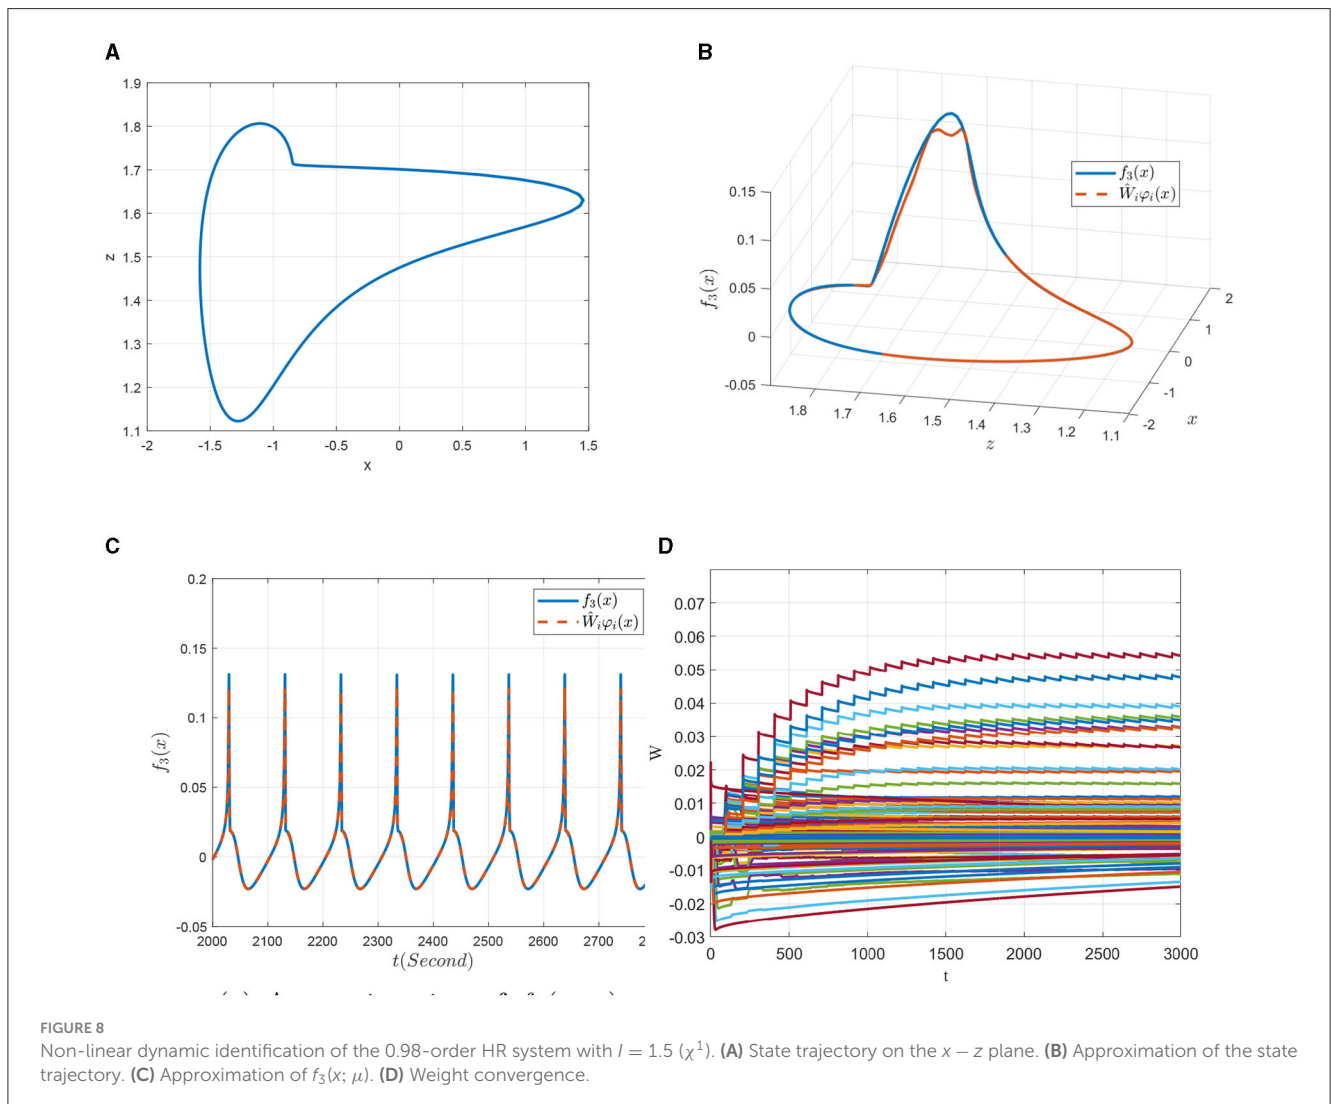 A
1.9
1.8
1.7
1.6
1.5
1.4
1.3
1.2
1.1
z
-2 -1.5 -1 -0.5 0 0.5 1 1.5
x
B
f₃(x)
Ŵᵢφᵢ(x)
0.15
0.1
0.05
0
-0.05
f₃(x)
1.8 1.7 1.6 1.5 1.4 1.3 1.2 1.1
z
2
1
0
-1
-2
x
C
0.2
0.15
0.1
0.05
0
-0.05
f₃(x)
f₃(x)
Ŵᵢφᵢ(x)
2000 2100 2200 2300 2400 2500 2600 2700
t(Second)
D
0.07
0.06
0.05
0.04
0.03
0.02
0.01
0
-0.01
-0.02
-0.03
W
0 500 1000 1500 2000 2500 3000
t
FIGURE 8
Non-linear dynamic identification of the 0.98-order HR system with I = 1.5 (χ¹). (A) State trajectory on the x − z plane. (B) Approximation of the state
trajectory. (C) Approximation of f₃(x; μ). (D) Weight convergence.